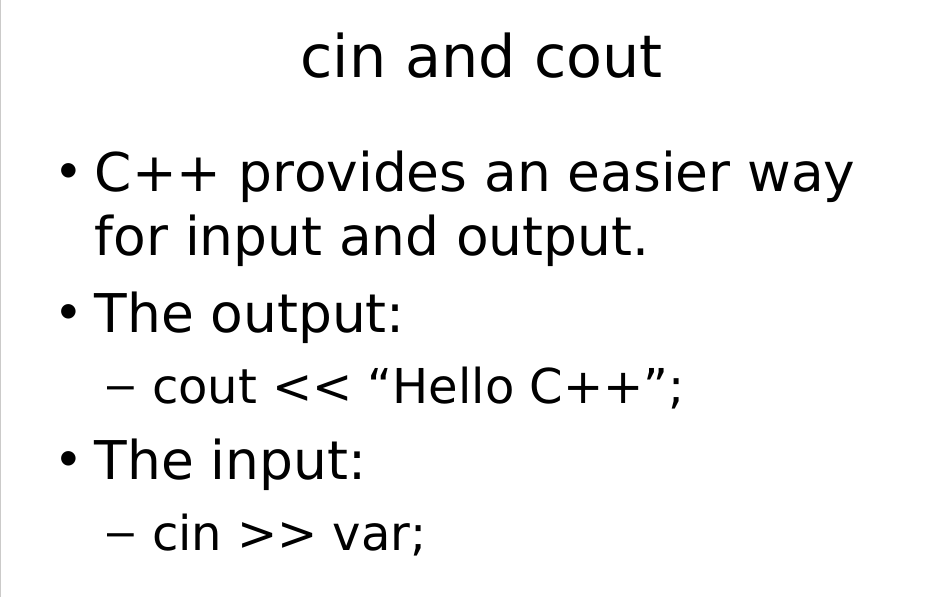 cin and cout
• C++ provides an easier way
for input and output.
• The output:
– cout << “Hello C++”;
• The input:
– cin >> var;